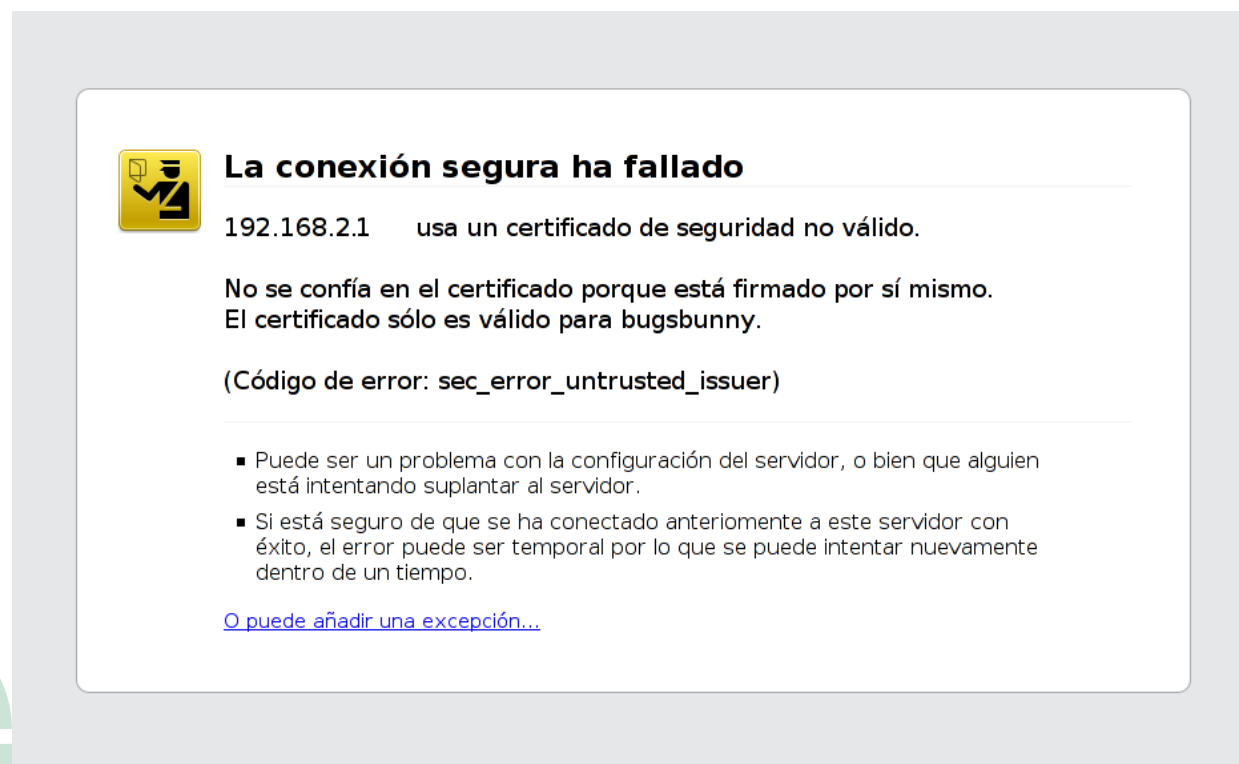 La conexión segura ha fallado
192.168.2.1 usa un certificado de seguridad no válido.
No se confía en el certificado porque está firmado por sí mismo.
El certificado sólo es válido para bugsbunny.
(Código de error: sec_error_untrusted_issuer)
Puede ser un problema con la configuración del servidor, o bien que alguien
está intentando suplantar al servidor.
Si está seguro de que se ha conectado anteriomente a este servidor con
éxito, el error puede ser temporal por lo que se puede intentar nuevamente
dentro de un tiempo.
O puede añadir una excepción...